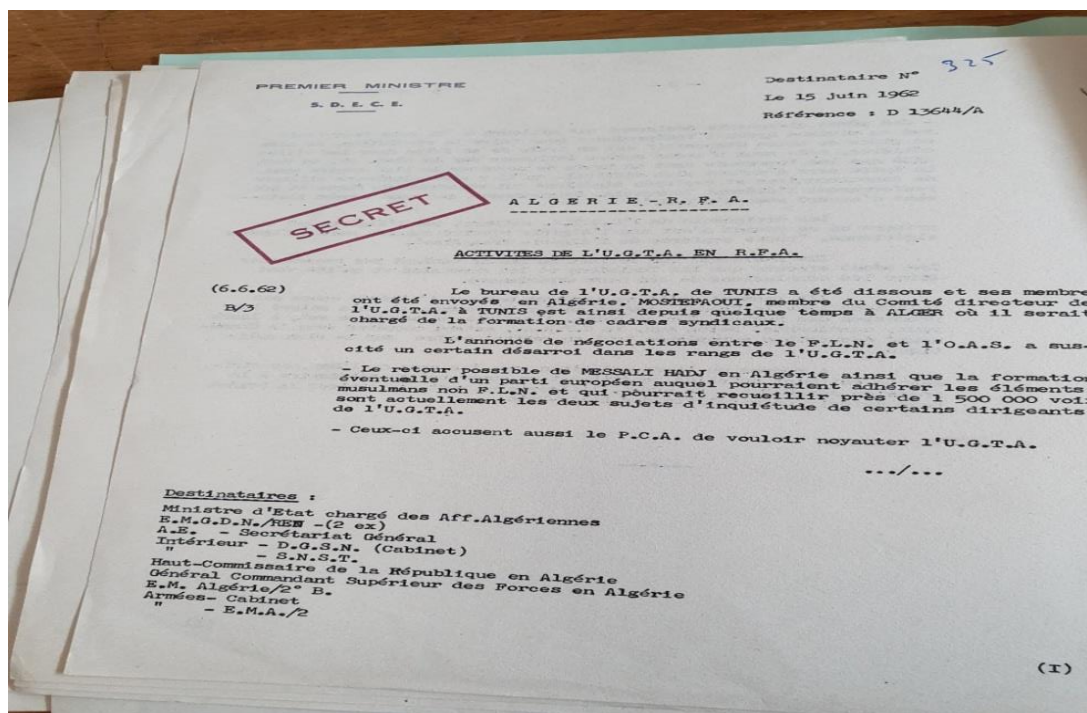 PREMIER MINISTRE
S. D. E. C. E.
Destinataire N° 325
Le 15 Juin 1962
Référence : D 13644/A
SECRET
ALGERIE - R. F. A.
ACTIVITES DE L'U.G.T.A. EN R.F.A.
(6.6.62)
B/3
Le bureau de l'U.G.T.A. de TUNIS a été dissous et ses membre
ont été envoyés en Algérie. MOSTEFAOUI, membre du Comité directeur de
l'U.G.T.A. à TUNIS est ainsi depuis quelque temps à ALGER où il serait
chargé de la formation de cadres syndicaux.
L'annonce de négociations entre le F.L.N. et l'O.A.S. a sus-
cité un certain désarroi dans les rangs de l'U.G.T.A.
- Le retour possible de MESSALI HADJ en Algérie ainsi que la formation
éventuelle d'un parti européen auquel pourraient adhérer les éléments
musulmans non F.L.N. et qui pourrait recueillir près de 1 500 000 voi
sont actuellement les deux sujets d'inquiétude de certains dirigeants
de l'U.G.T.A.
- Ceux-ci accusent aussi le P.C.A. de vouloir noyauter l'U.G.T.A.
.../...
Destinataires :
Ministre d'Etat chargé des Aff.Algériennes
E.M.G.D.N./REN -(2 ex)
A.E. - Secrétariat Général
Intérieur - D.G.S.N. (Cabinet)
" - S.N.S.T.
Haut-Commissaire de la République en Algérie
Général Commandant Supérieur des Forces en Algérie
E.M. Algérie/2° B.
Armées- Cabinet
" - E.M.A./2
(I)